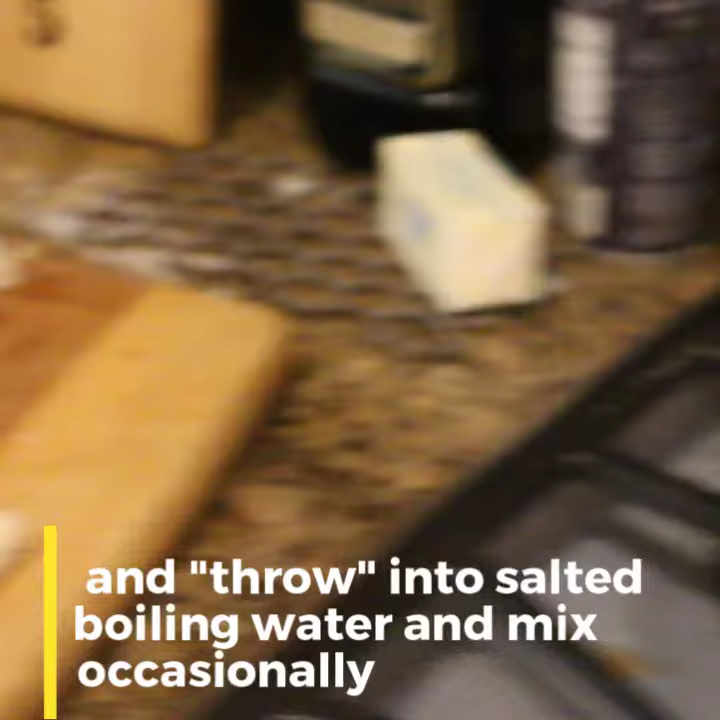 and "throw" into salted
boiling water and mix
occasionally